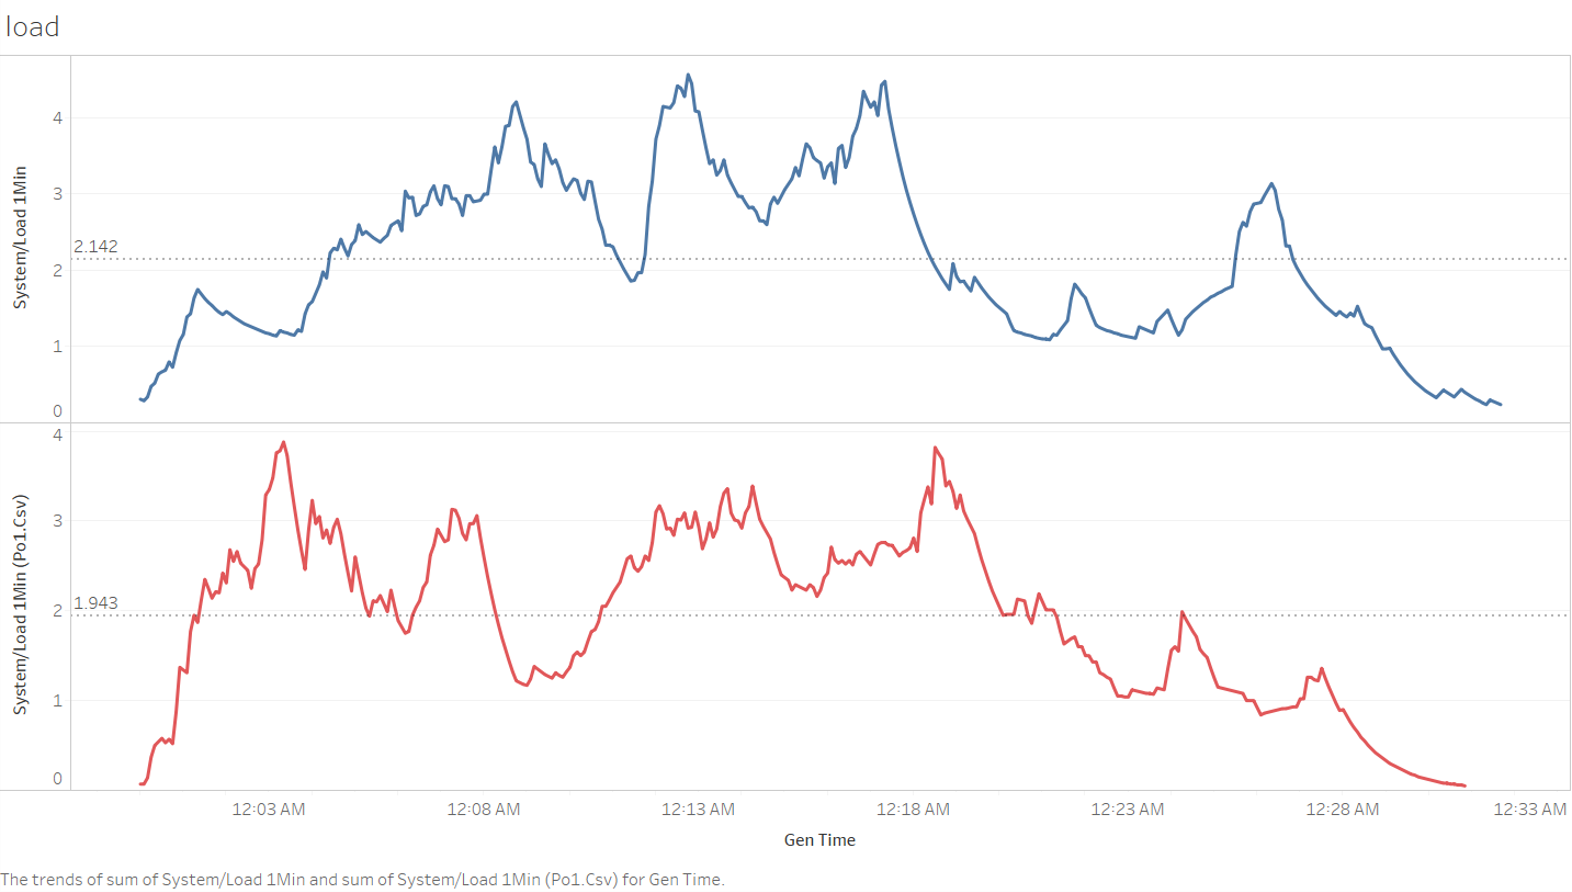 load
System/Load 1Min
4
3
2.142
2
1
0
System/Load 1Min (Po1.Csv)
4
3
2
1.943
1
0
12:03 AM 12:08 AM 12:13 AM 12:18 AM 12:23 AM 12:28 AM 12:33 AM
Gen Time
The trends of sum of System/Load 1Min and sum of System/Load 1Min (Po1.Csv) for Gen Time.